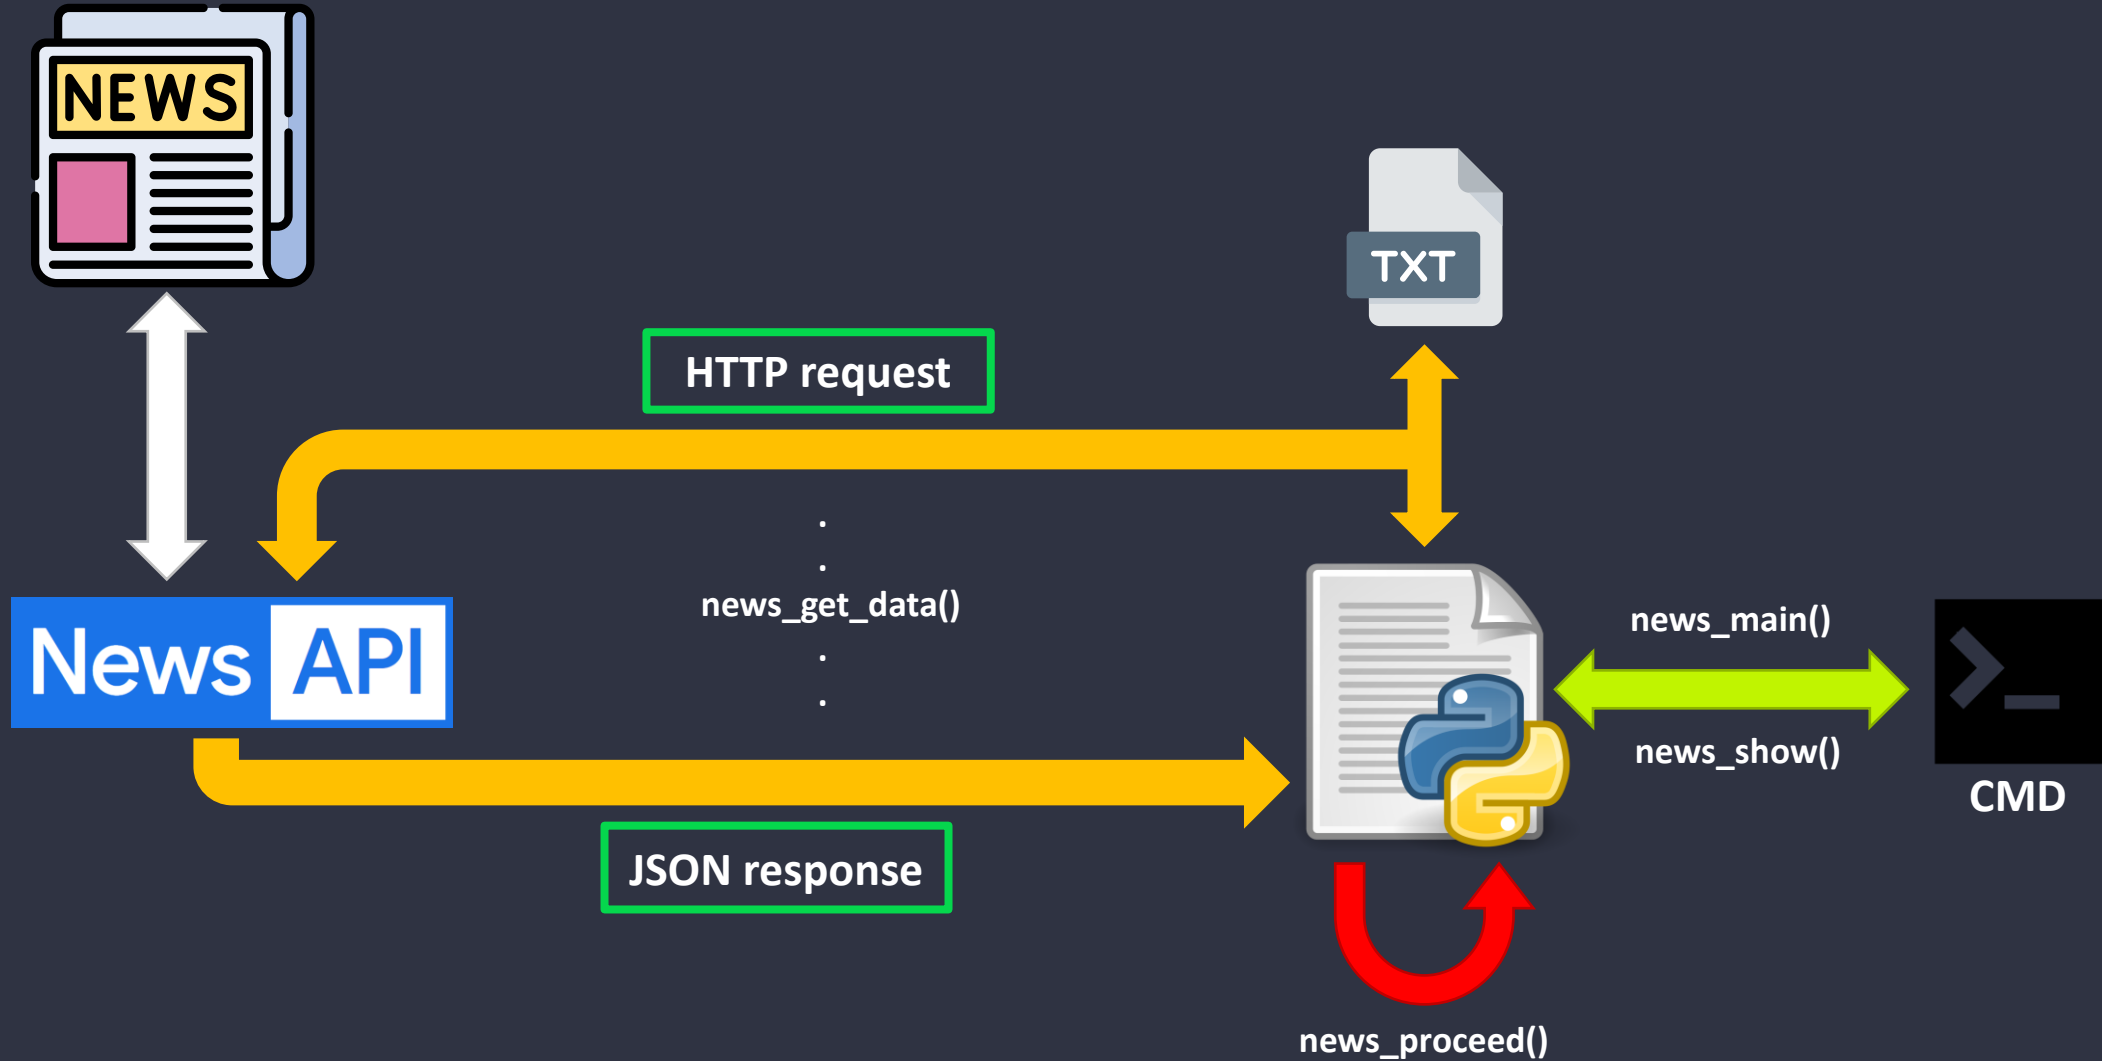 NEWS
TXT
HTTP request
.
.
news_get_data()
.
.
News API
news_main()
news_show()
CMD
JSON response
news_proceed()